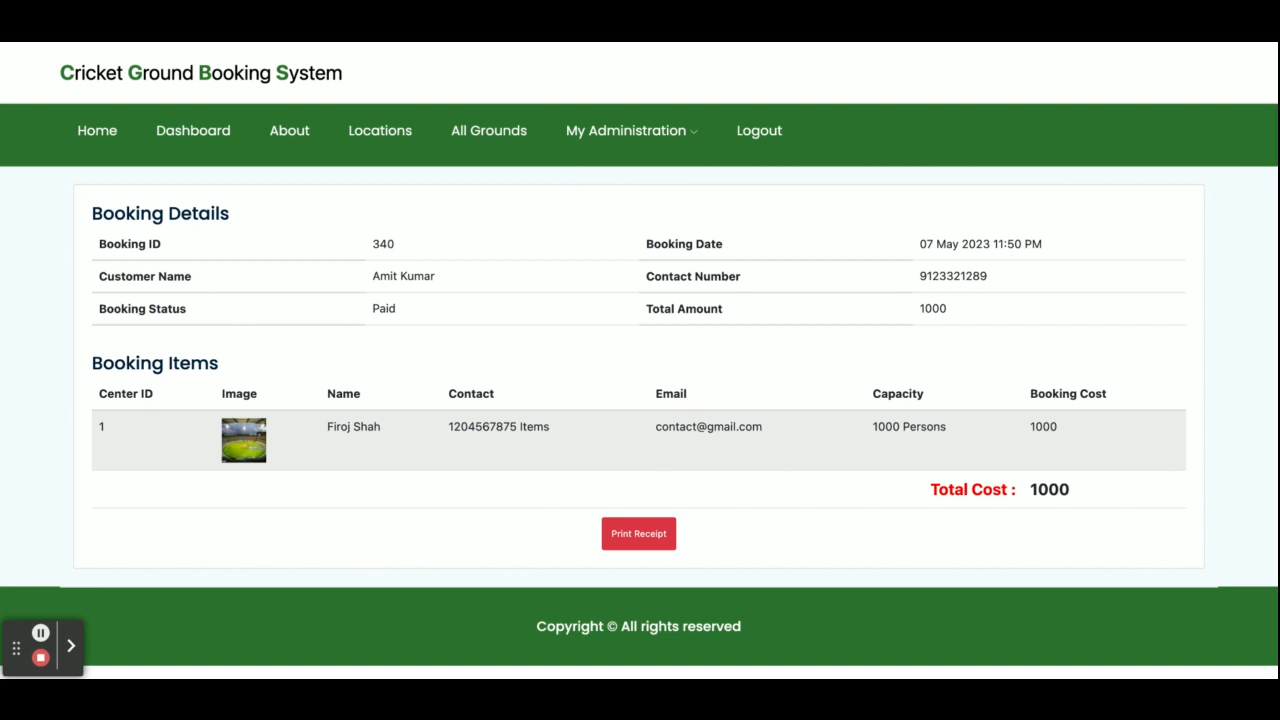 Cricket Ground Booking System
Home Dashboard About Locations All Grounds My Administration Logout
Booking Details
Booking ID 340 Booking Date 07 May 2023 11:50 PM
Customer Name Amit Kumar Contact Number 9123321289
Booking Status Paid Total Amount 1000
Booking Items
Center ID Image Name Contact Email Capacity Booking Cost
1 Firoj Shah 1204567875 Items contact@gmail.com 1000 Persons 1000
Total Cost : 1000
Print Receipt
Copyright © All rights reserved